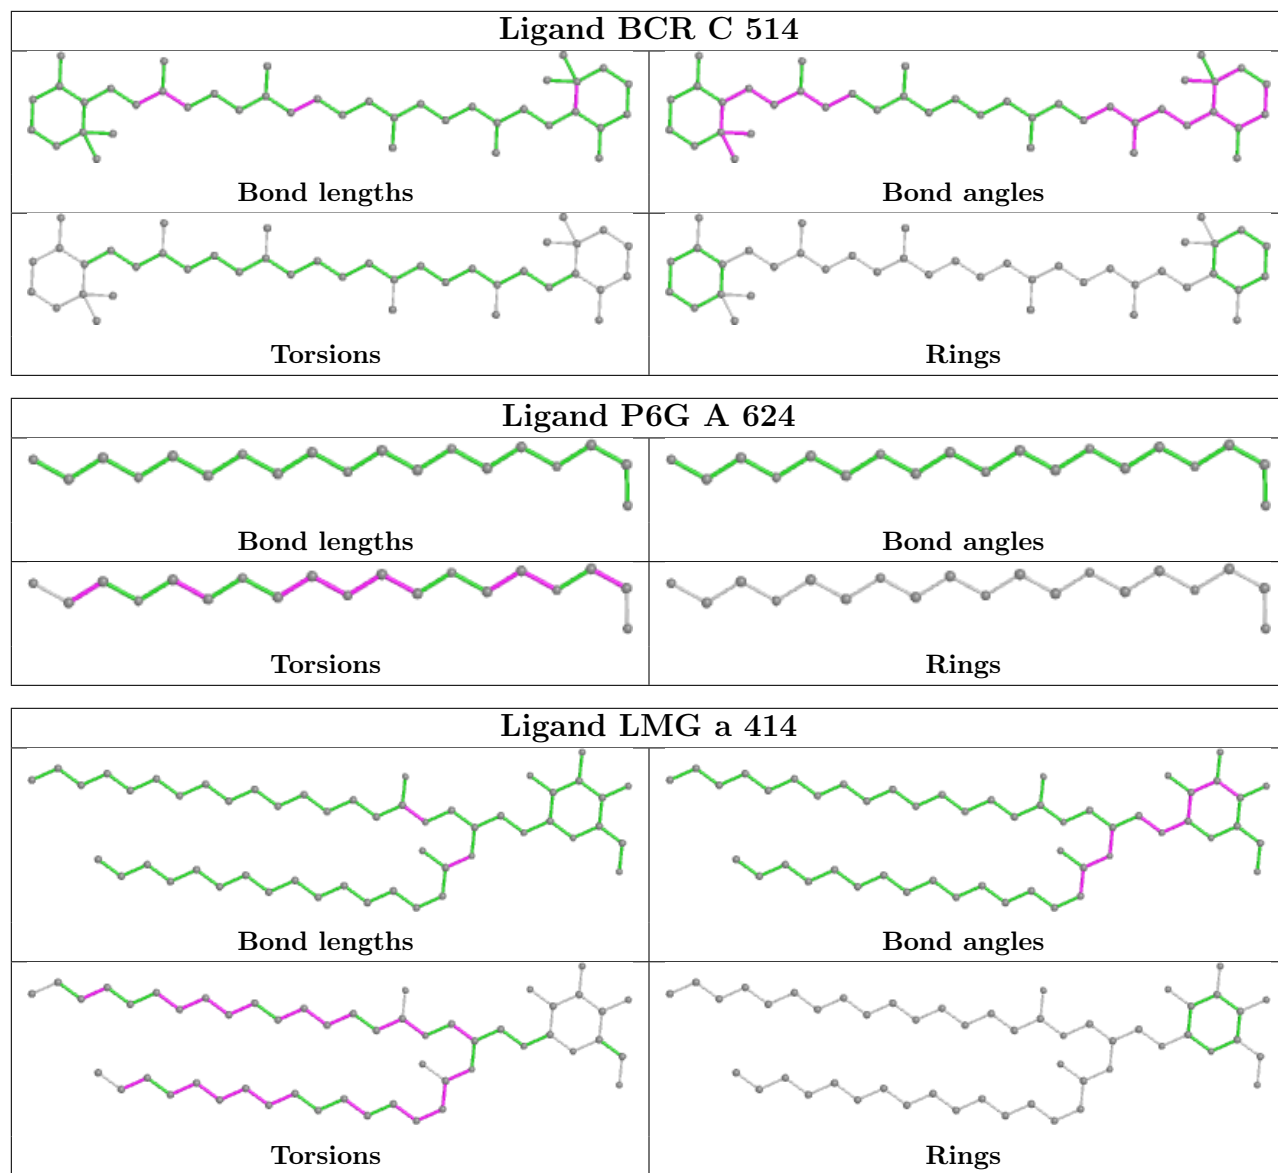 Ligand BCR C 514
Bond lengths
Bond angles
Torsions
Rings
Ligand P6G A 624
Bond lengths
Bond angles
Torsions
Rings
Ligand LMG a 414
Bond lengths
Bond angles
Torsions
Rings